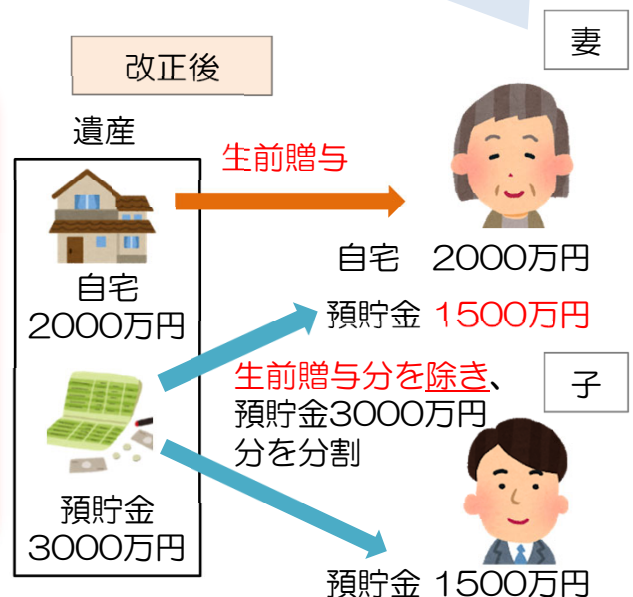 妻
改正後
遺産
生前贈与
自宅 2000万円
自宅
2000万円
預貯金 1500万円
生前贈与分を除き、
預貯金3000万円
分を分割
子
預貯金
3000万円
預貯金 1500万円